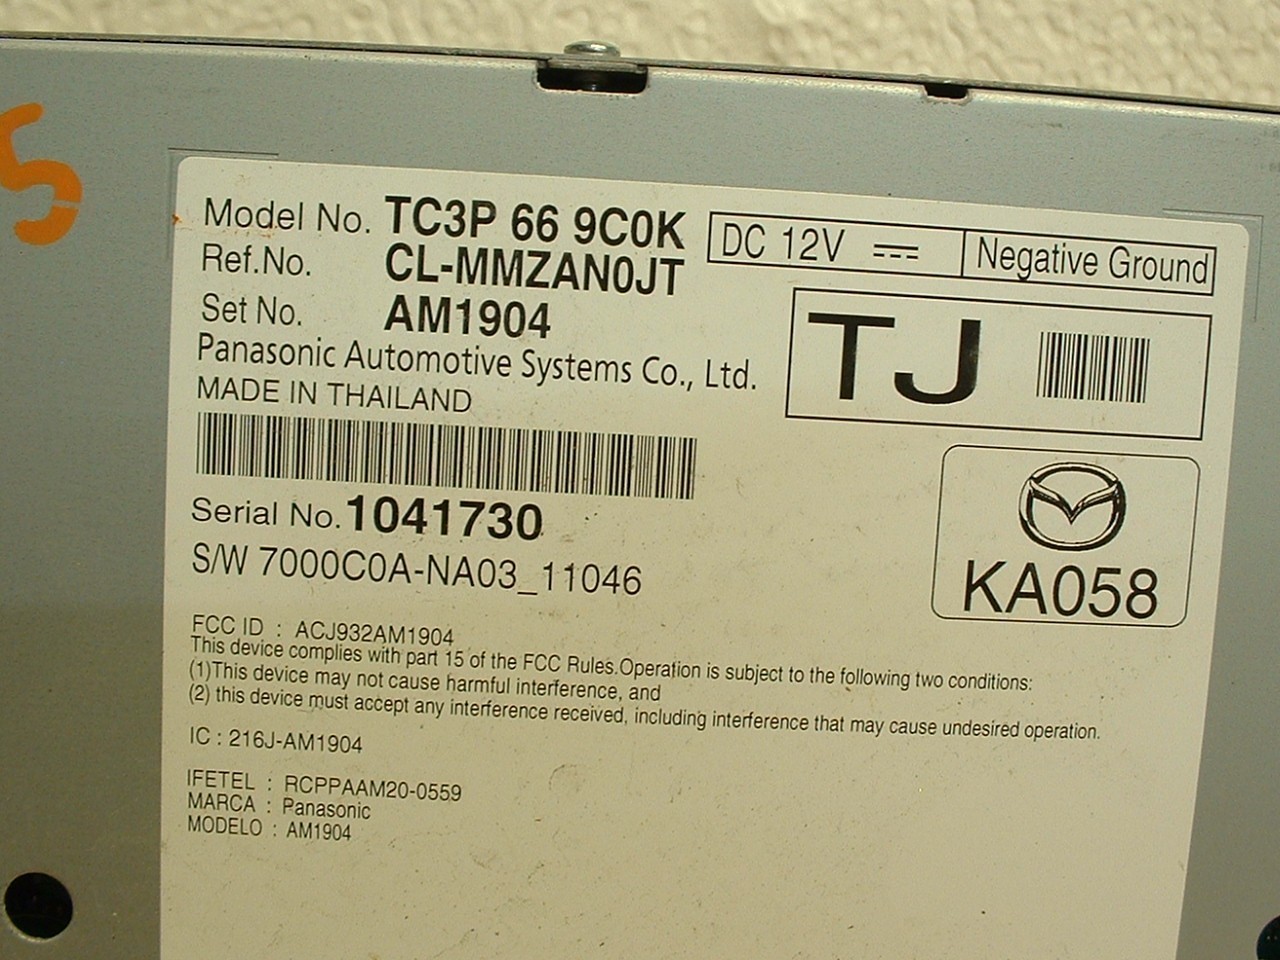 5
Model No. TC3P 66 9C0K
DC 12V
Negative Ground
Ref.No. CL-MMZAN0JT
Set No. AM1904
TJ
Panasonic Automotive Systems Co., Ltd.
MADE IN THAILAND
Serial No. 1041730
S/W 7000C0A-NA03_11046
KA058
FCC ID : ACJ932AM1904
This device complies with part 15 of the FCC Rules.Operation is subject to the following two conditions:
(1)This device may not cause harmful interference, and
(2) this device must accept any interference received, including interference that may cause undesired operation.
IC : 216J-AM1904
IFETEL : RCPPAAM20-0559
MARCA : Panasonic
MODELO : AM1904